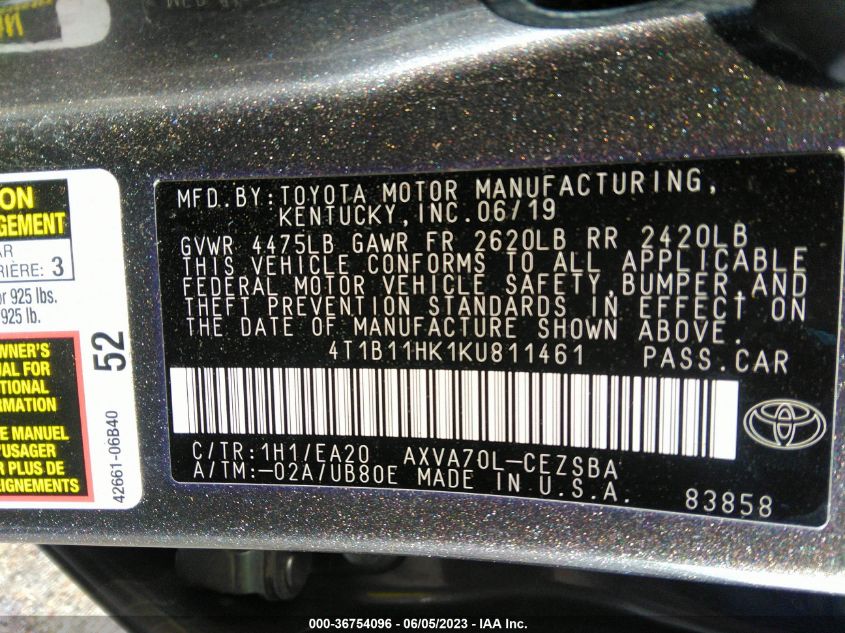 ON
GEMENT
AR
RIÈRE: 3
or 925 lbs.
925 lb.
52
WNER'S
UAL FOR
TIONAL
RMATION
E MANUEL
'USAGER
R PLUS DE
EIGNEMENTS
42661-06B40
MFD. BY: TOYOTA MOTOR MANUFACTURING,
KENTUCKY, INC. 06/19
GVWR 4475LB GAWR FR 2620LB RR 2420LB
THIS VEHICLE CONFORMS TO ALL APPLICABLE
FEDERAL MOTOR VEHICLE SAFETY, BUMPER, AND
THEFT PREVENTION STANDARDS IN EFFECT ON
THE DATE OF MANUFACTURE SHOWN ABOVE.
4T1B11HK1KU811461 PASS. CAR
C/TR: 1H1/EA20 AXVA70L-CEZSBA
A/TM: -02A/UB80E MADE IN U.S.A.
83858
000-36754096 - 06/05/2023 - IAA Inc.